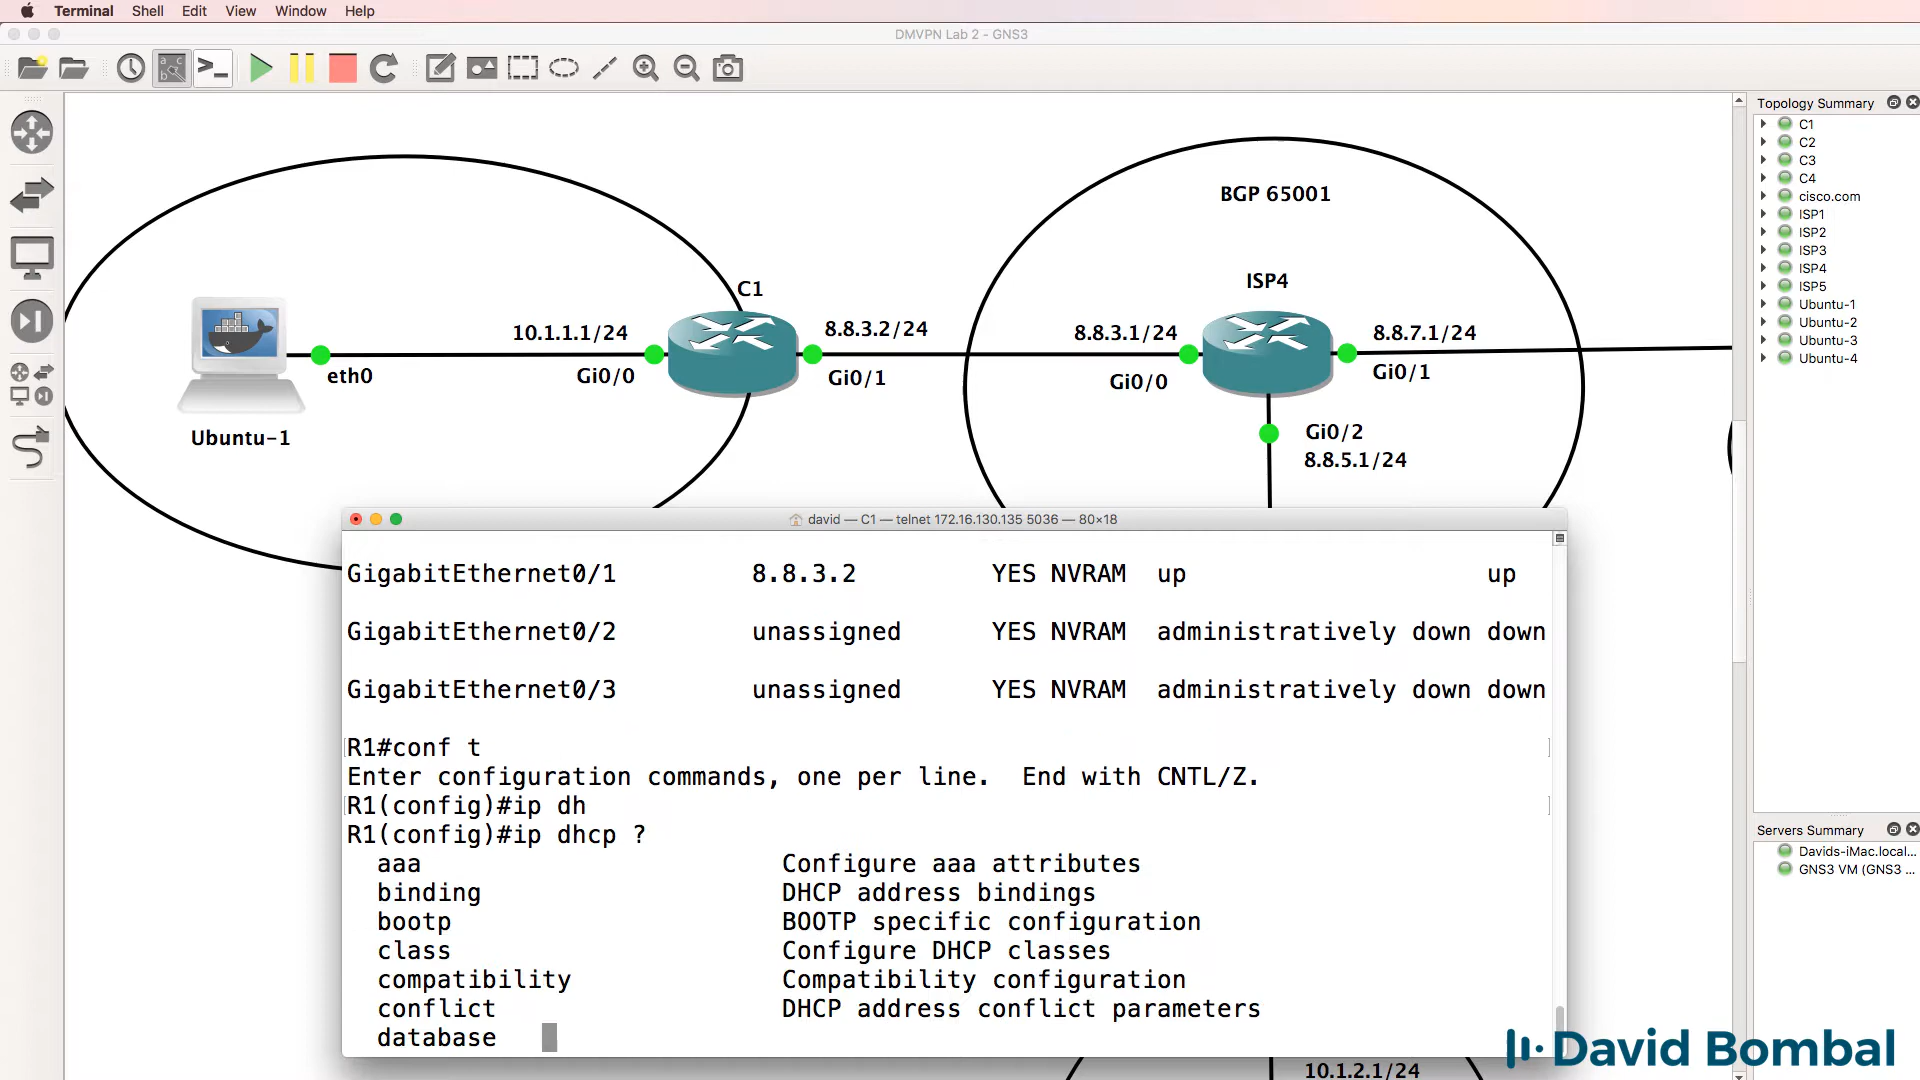 Terminal Shell Edit View Window Help
DMVPN Lab 2 - GNS3
Topology Summary
C1
C2
C3
C4
cisco.com
ISP1
ISP2
ISP3
ISP4
ISP5
Ubuntu-1
Ubuntu-2
Ubuntu-3
Ubuntu-4
BGP 65001
C1
ISP4
10.1.1.1/24
8.8.3.2/24
8.8.3.1/24
8.8.7.1/24
eth0
Gi0/0
Gi0/1
Gi0/0
Gi0/1
Ubuntu-1
Gi0/2
8.8.5.1/24
david — C1 — telnet 172.16.130.135 5036 — 80×18
GigabitEthernet0/1 8.8.3.2 YES NVRAM up up
GigabitEthernet0/2 unassigned YES NVRAM administratively down down
GigabitEthernet0/3 unassigned YES NVRAM administratively down down
R1#conf t
Enter configuration commands, one per line. End with CNTL/Z.
R1(config)#ip dh
R1(config)#ip dhcp ?
aaa Configure aaa attributes
binding DHCP address bindings
bootp BOOTP specific configuration
class Configure DHCP classes
compatibility Compatibility configuration
conflict DHCP address conflict parameters
database
Servers Summary
Davids-iMac.local...
GNS3 VM (GNS3 ...
10.1.2.1/24
David Bombal